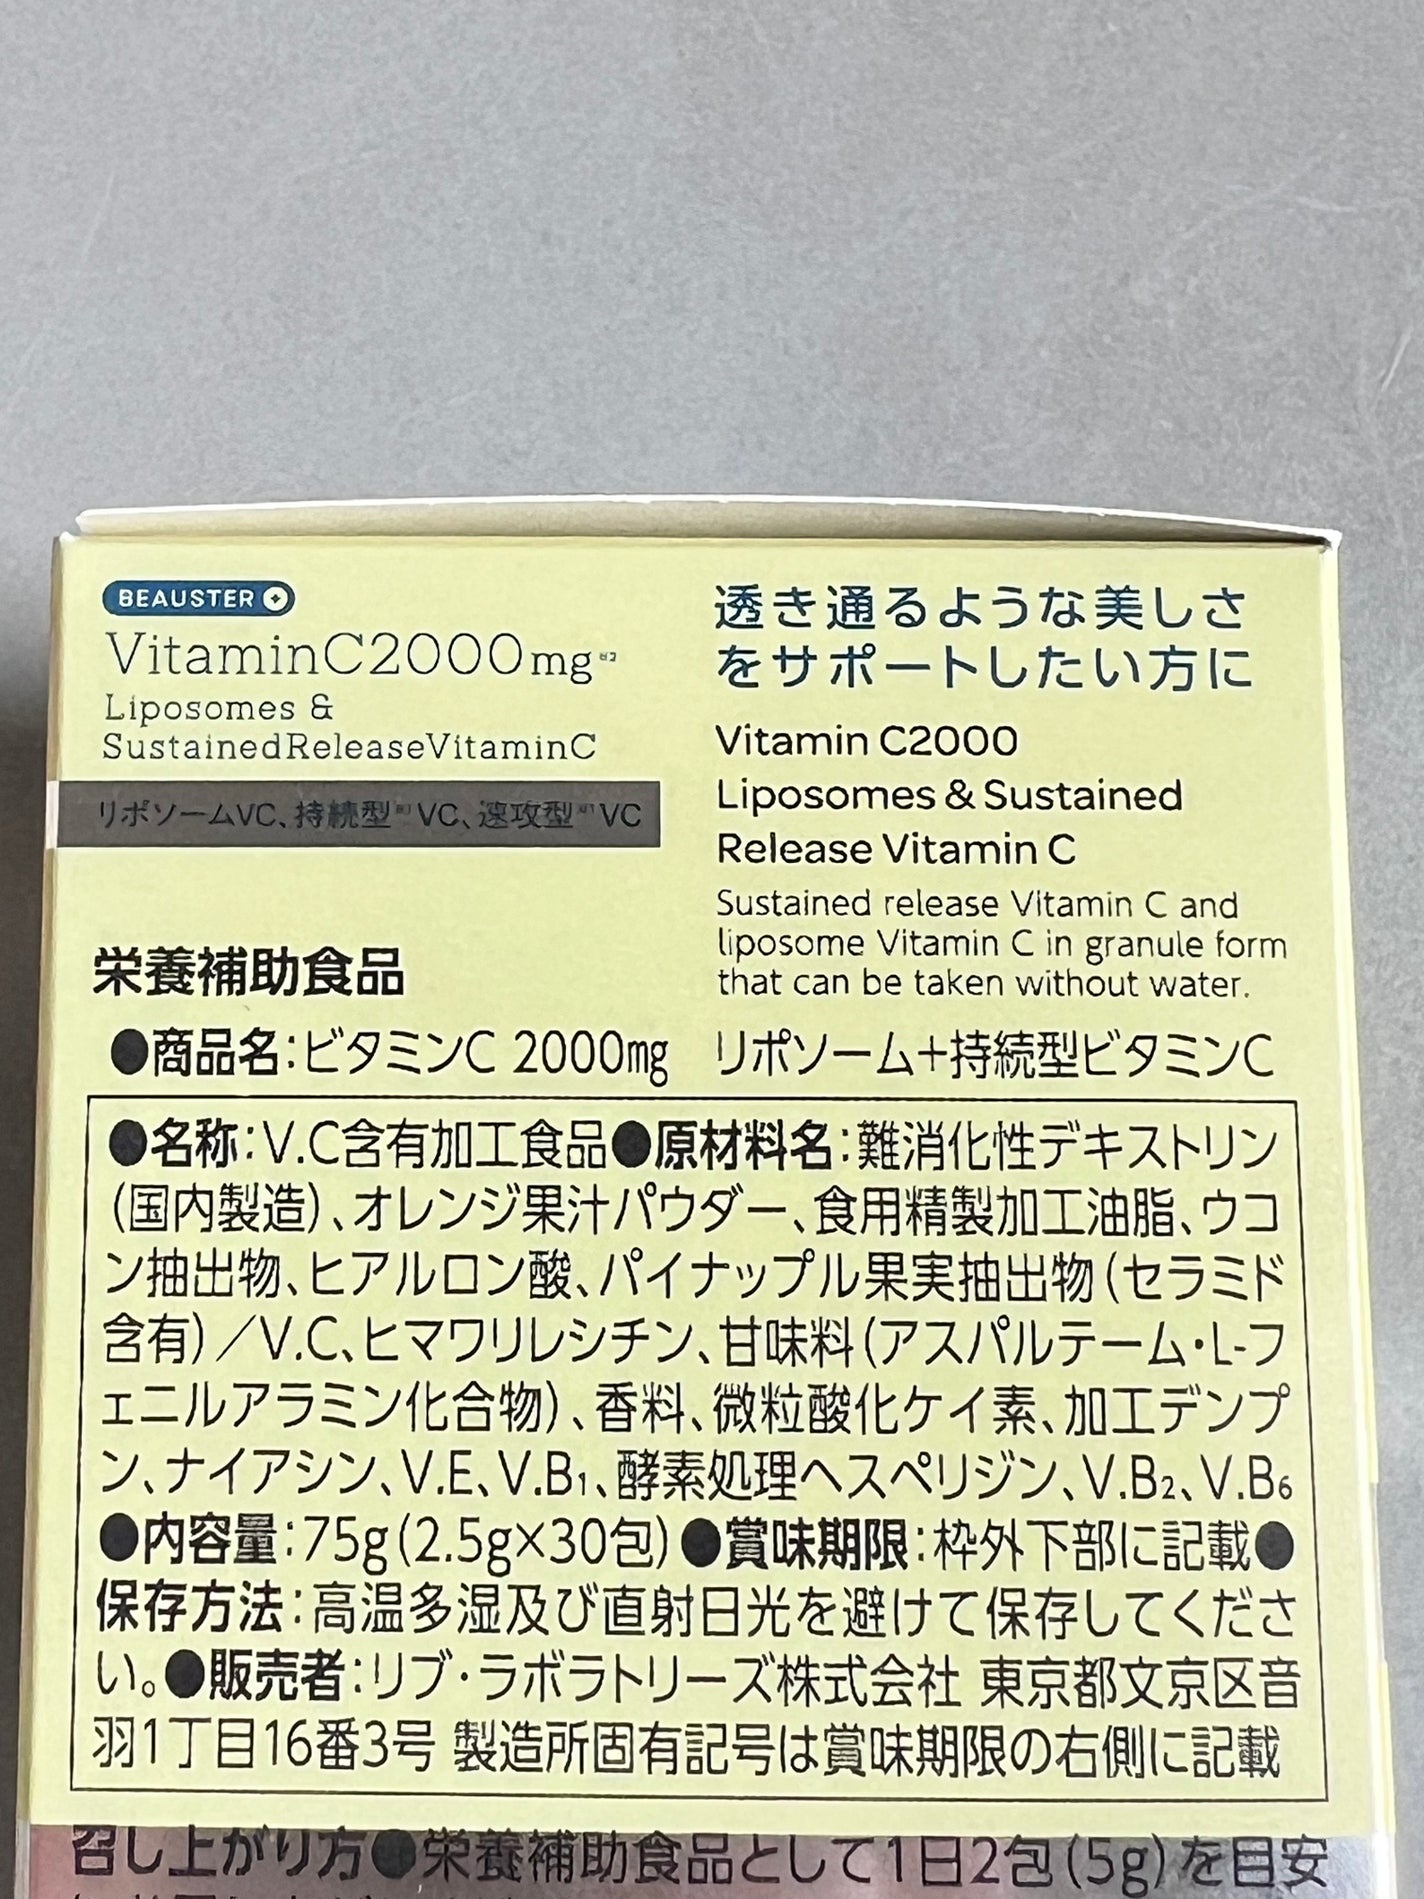 BEAUSTER
VitaminC2000mg
Liposomes &
SustainedReleaseVitaminC
リポソームVC、持続型VC、速攻型VC
透き通るような美しさ
をサポートしたい方に
Vitamin C2000
Liposomes & Sustained
Release Vitamin C
Sustained release Vitamin C and
liposome Vitamin C in granule form
that can be taken without water.
栄養補助食品
●商品名:ビタミンC 2000㎎ リポソーム+持続型ビタミンC
●名称:V.C含有加工食品●原材料名:難消化性デキストリン
(国内製造)、オレンジ果汁パウダー、食用精製加工油脂、ウコ
ン抽出物、ヒアルロン酸、パイナップル果実抽出物(セラミド
含有)/V.C、ヒマワリレシチン、甘味料(アスパルテーム・L-フ
ェニルアラミン化合物)、香料、微粒酸化ケイ素、加工デンプ
ン、ナイアシン、V.E、V.B₁、酵素処理ヘスペリジン、V.B₂、V.B₆
●内容量:75g(2.5g×30包)●賞味期限:枠外下部に記載●
保存方法:高温多湿及び直射日光を避けて保存してくださ
い。●販売者:リブ・ラボラトリーズ株式会社 東京都文京区音
羽1丁目16番3号 製造所固有記号は賞味期限の右側に記載
召し上がり方●栄養補助食品として1日2包(5g)を目安